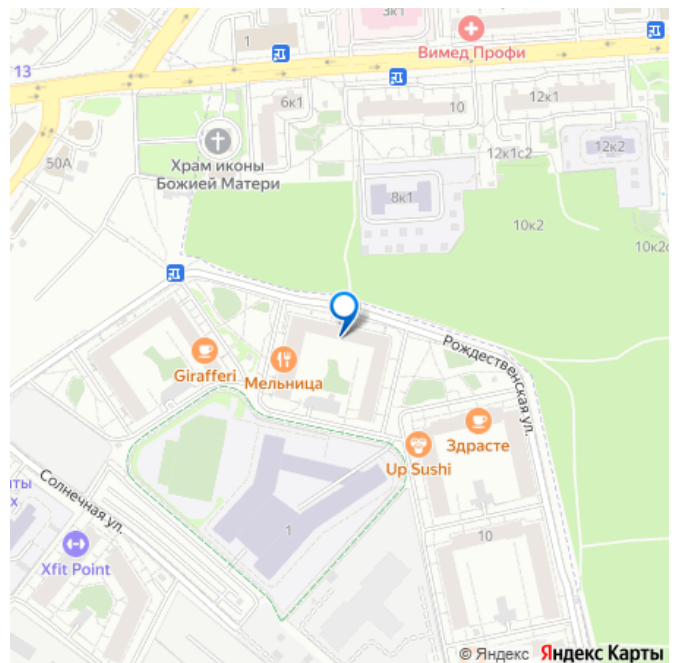 3к1
1
Вимед Профи
13
6к1
10
12к1
50А
Храм иконы
Божией Матери
12к1с2
12к2
8к1
10к2
10к2с
Рождественская ул.
Girafferi
Мельница
Здрасте
Up Sushi
Солнечная ул.
ты
х
1
10
Xfit Point
© Яндекс Яндекс Карты